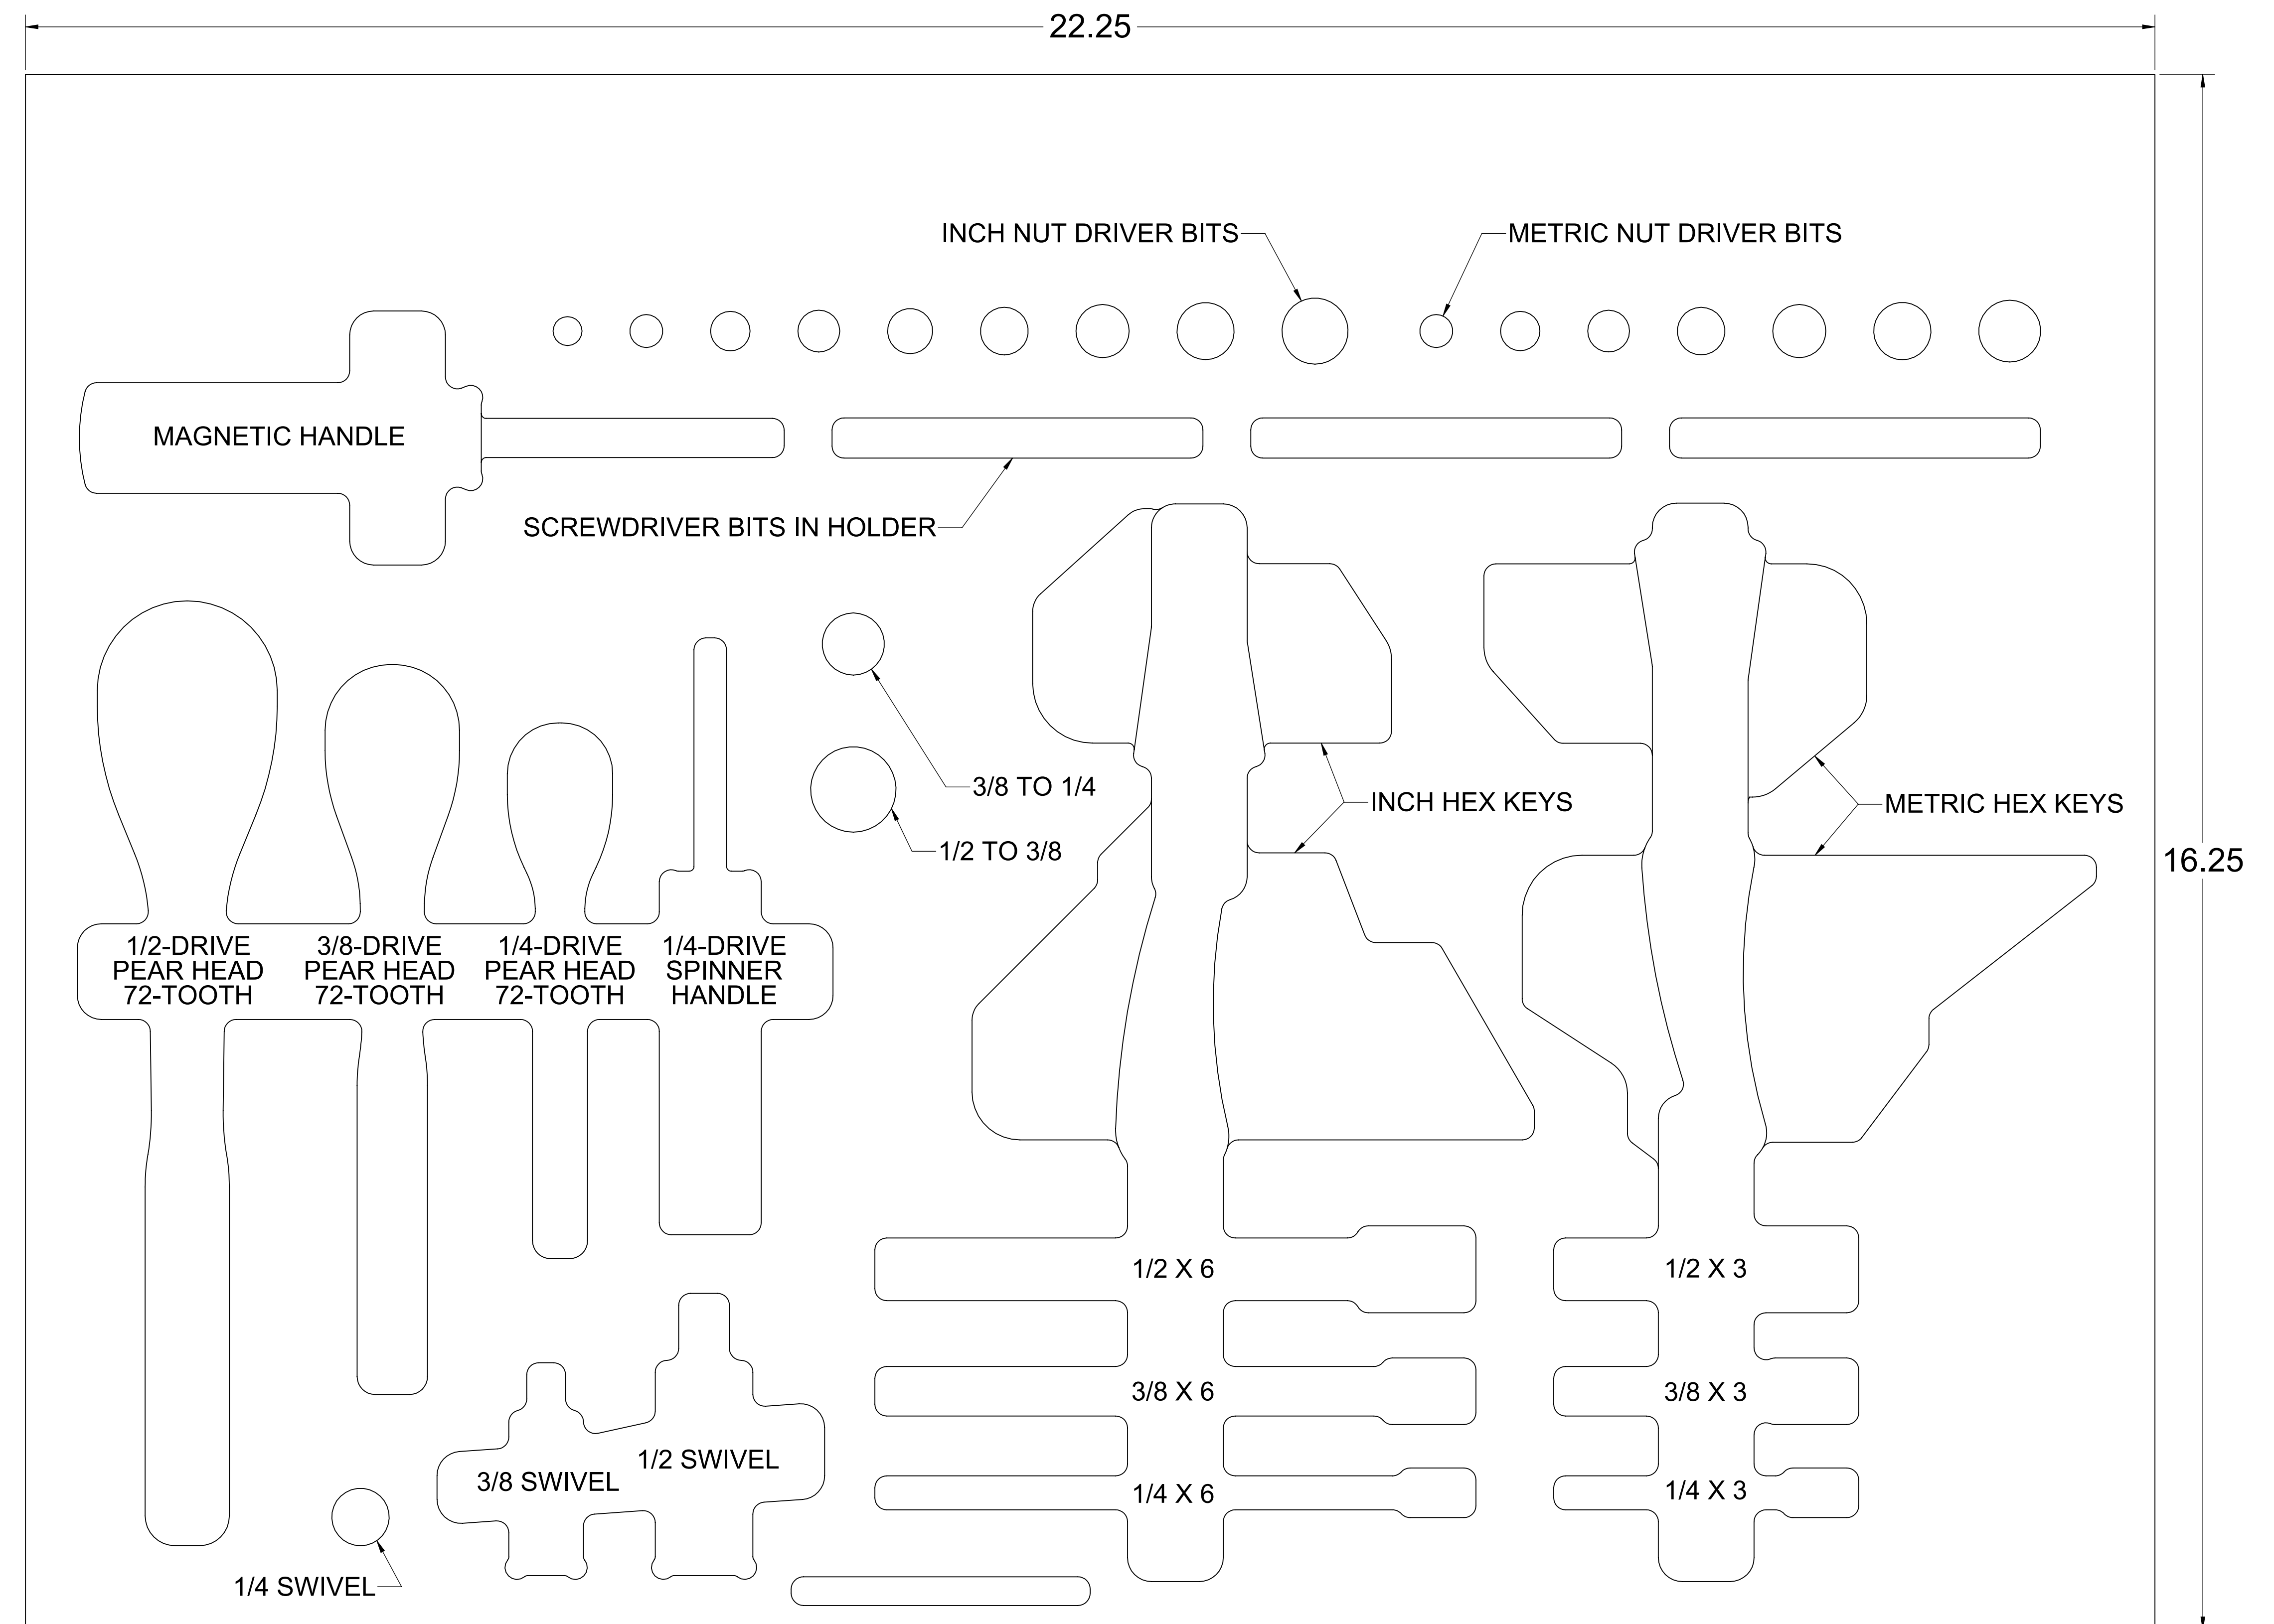 22.25
INCH NUT DRIVER BITS
METRIC NUT DRIVER BITS
MAGNETIC HANDLE
SCREWDRIVER BITS IN HOLDER
3/8 TO 1/4
INCH HEX KEYS
METRIC HEX KEYS
1/2 TO 3/8
16.25
1/2-DRIVE
PEAR HEAD
72-TOOTH
3/8-DRIVE
PEAR HEAD
72-TOOTH
1/4-DRIVE
PEAR HEAD
72-TOOTH
1/4-DRIVE
SPINNER
HANDLE
1/2 X 6
1/2 X 3
3/8 X 6
3/8 X 3
1/2 SWIVEL
3/8 SWIVEL
1/4 X 6
1/4 X 3
1/4 SWIVEL